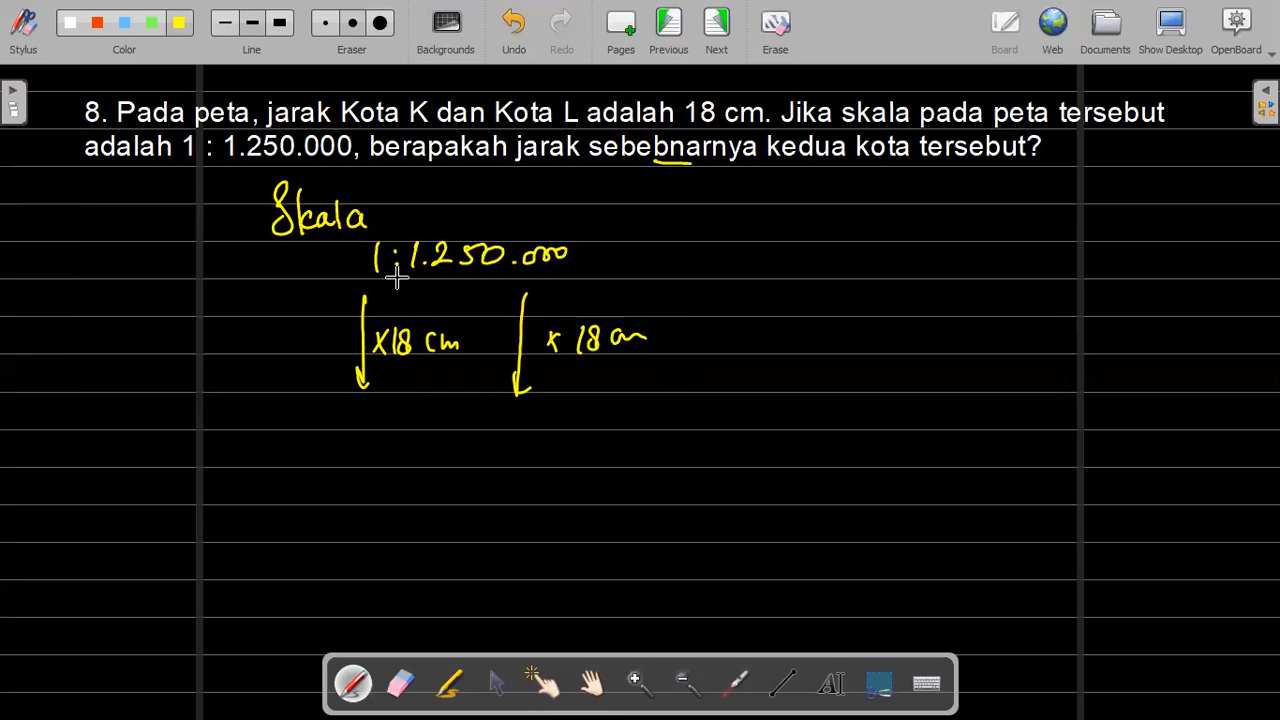 Stylus Color Line Eraser Backgrounds Undo Redo Pages Previous Next Erase Board Web Documents Show Desktop OpenBoard
8. Pada peta, jarak Kota K dan Kota L adalah 18 cm. Jika skala pada peta tersebut
adalah 1 : 1.250.000, berapakah jarak sebebnarnya kedua kota tersebut?
Skala
1 : 1.250.000
x18 cm x 18 cm
AI